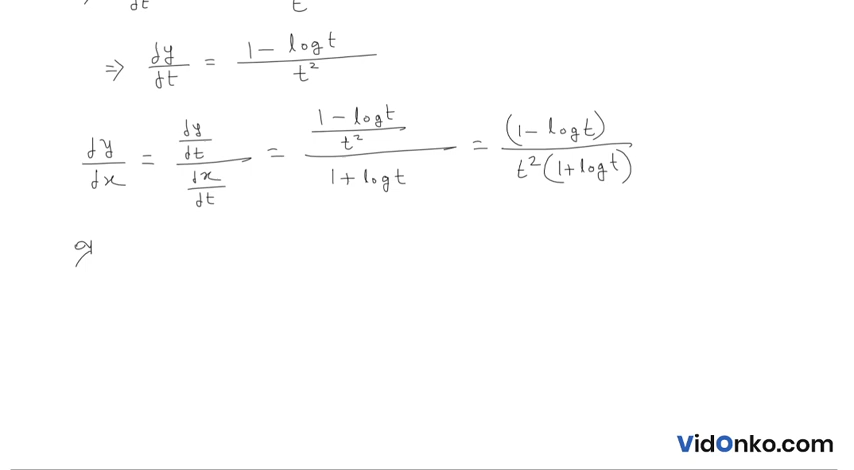 dt t
⇒ dy/dt = (1 - log t)/t²
dy/dx = (dy/dt)/(dx/dt) = ((1 - log t)/t²)/(1 + log t) = (1 - log t)/(t²(1 + log t))
VidOnko.com